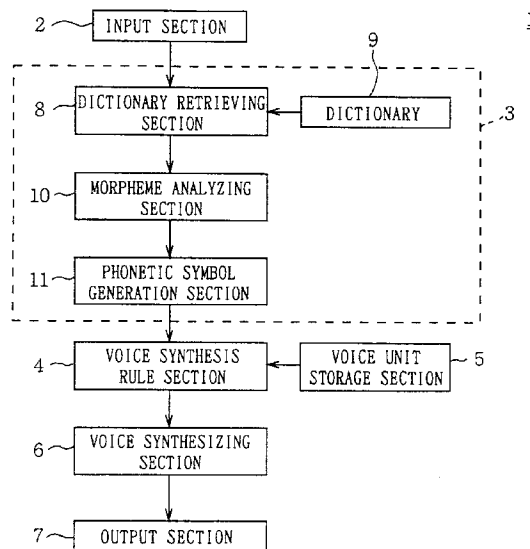 2
INPUT SECTION
9
8
DICTIONARY RETRIEVING
SECTION
DICTIONARY
3
10
MORPHEME ANALYZING
SECTION
11
PHONETIC SYMBOL
GENERATION SECTION
4
VOICE SYNTHESIS
RULE SECTION
VOICE UNIT
STORAGE SECTION
5
6
VOICE SYNTHESIZING
SECTION
7
OUTPUT SECTION